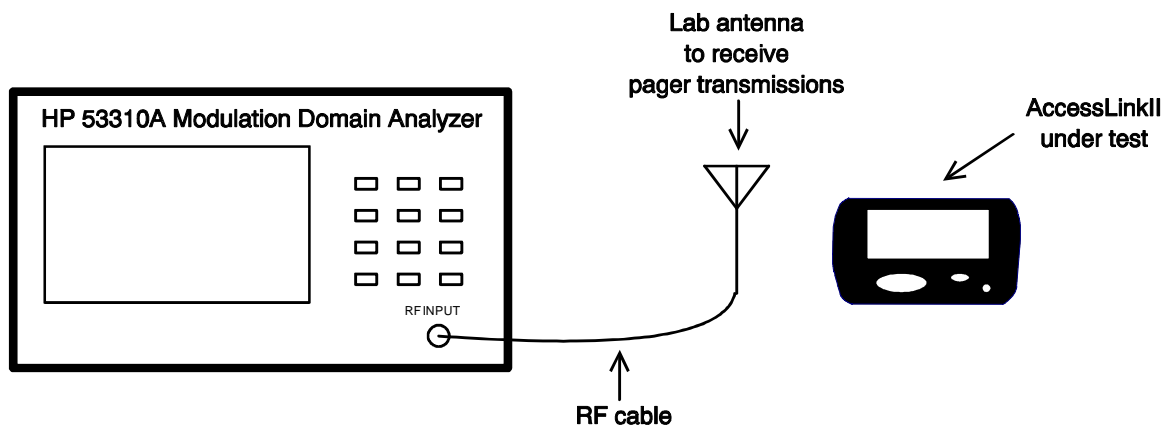 Lab antenna
to receive
pager transmissions
HP 53310A Modulation Domain Analyzer
AccessLinkII
under test
RF INPUT
RF cable